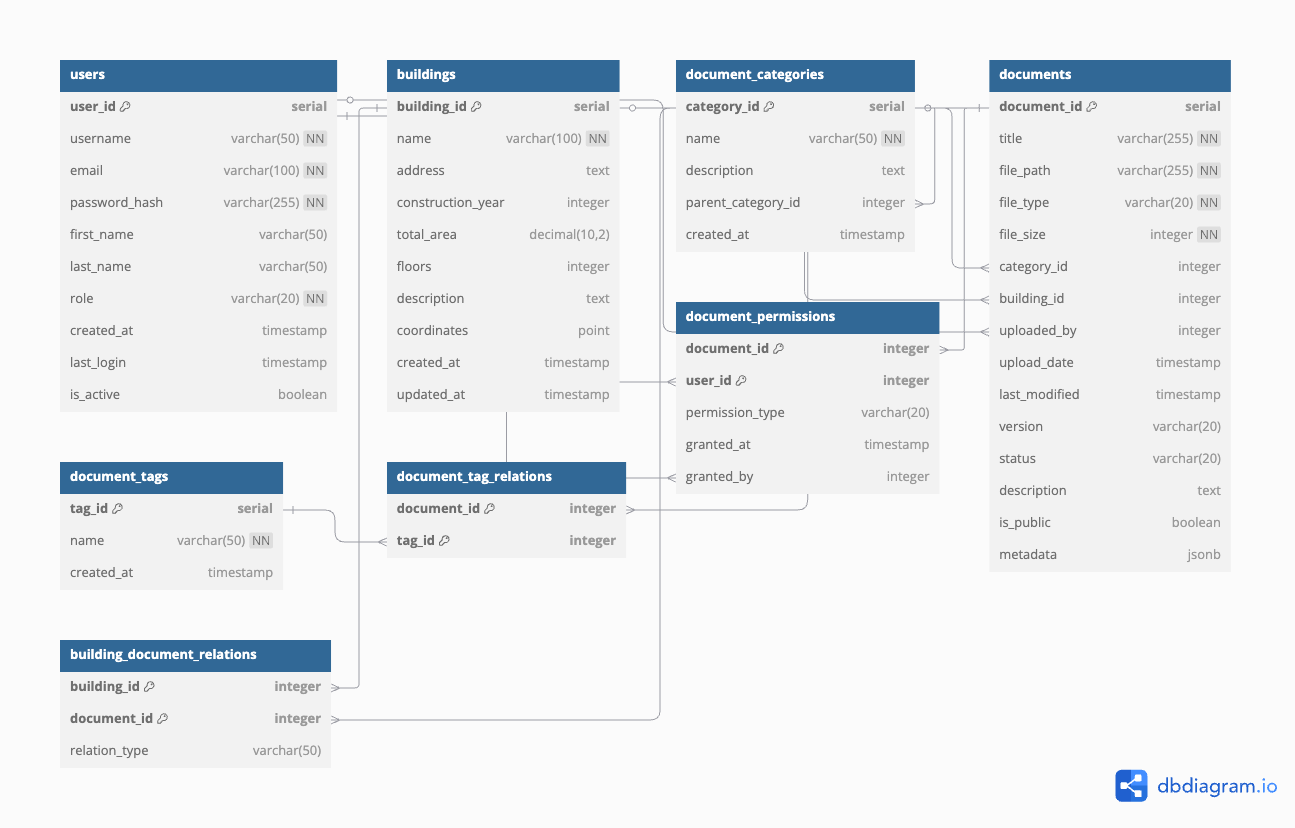 users
user_id serial
username varchar(50) NN
email varchar(100) NN
password_hash varchar(255) NN
first_name varchar(50)
last_name varchar(50)
role varchar(20) NN
created_at timestamp
last_login timestamp
is_active boolean
buildings
building_id serial
name varchar(100) NN
address text
construction_year integer
total_area decimal(10,2)
floors integer
description text
coordinates point
created_at timestamp
updated_at timestamp
document_categories
category_id serial
name varchar(50) NN
description text
parent_category_id integer
created_at timestamp
documents
document_id serial
title varchar(255) NN
file_path varchar(255) NN
file_type varchar(20) NN
file_size integer NN
category_id integer
building_id integer
uploaded_by integer
upload_date timestamp
last_modified timestamp
version varchar(20)
status varchar(20)
description text
is_public boolean
metadata jsonb
document_permissions
document_id integer
user_id integer
permission_type varchar(20)
granted_at timestamp
granted_by integer
document_tags
tag_id serial
name varchar(50) NN
created_at timestamp
document_tag_relations
document_id integer
tag_id integer
building_document_relations
building_id integer
document_id integer
relation_type varchar(50)
dbdiagram.io